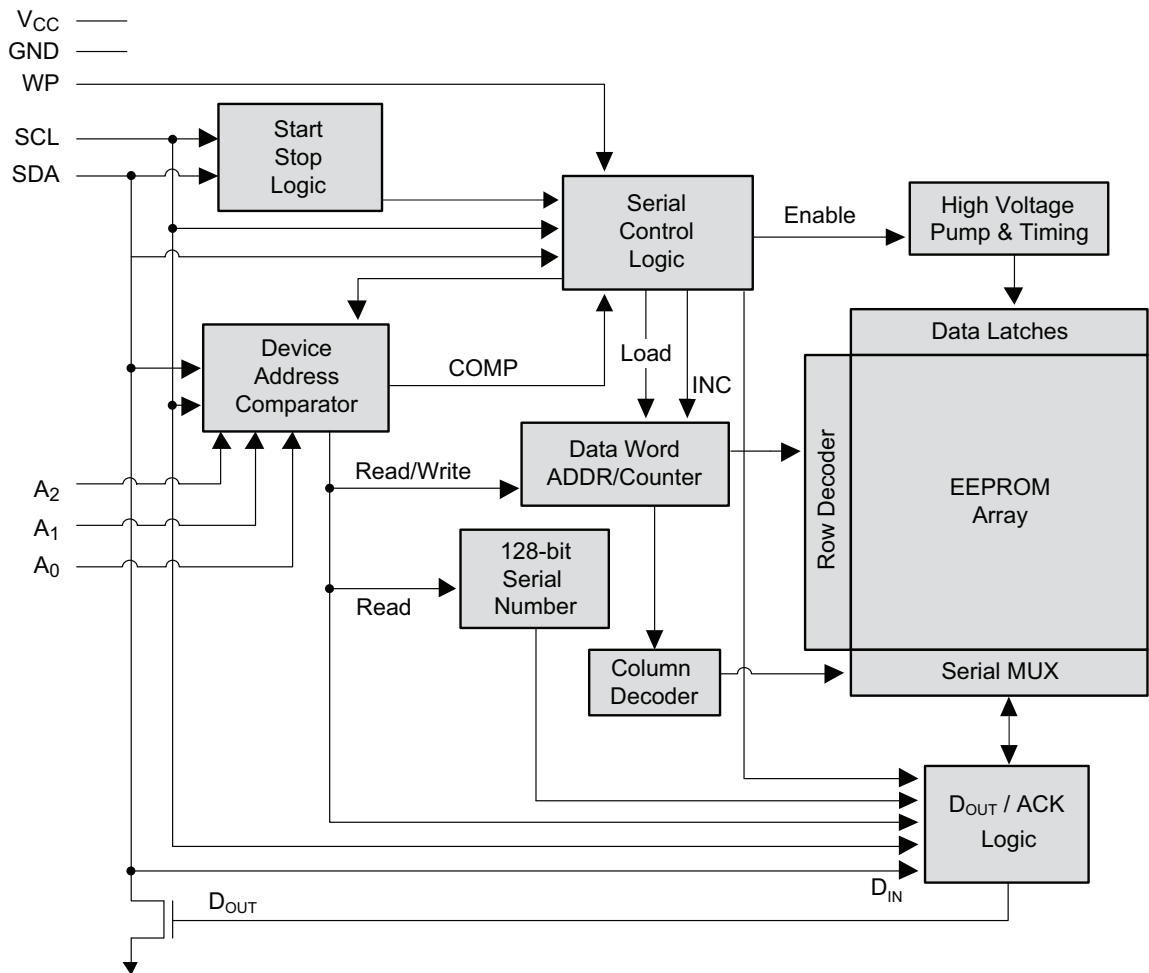 VCC
GND
WP
SCL
SDA
Start
Stop
Logic
Serial
Control
Logic
Enable
High Voltage
Pump & Timing
Data Latches
Device
Address
Comparator
COMP
Load
INC
Data Word
ADDR/Counter
Row Decoder
EEPROM
Array
Read/Write
A2
A1
A0
128-bit
Serial
Number
Read
Column
Decoder
Serial MUX
DOUT / ACK
Logic
DIN
DOUT